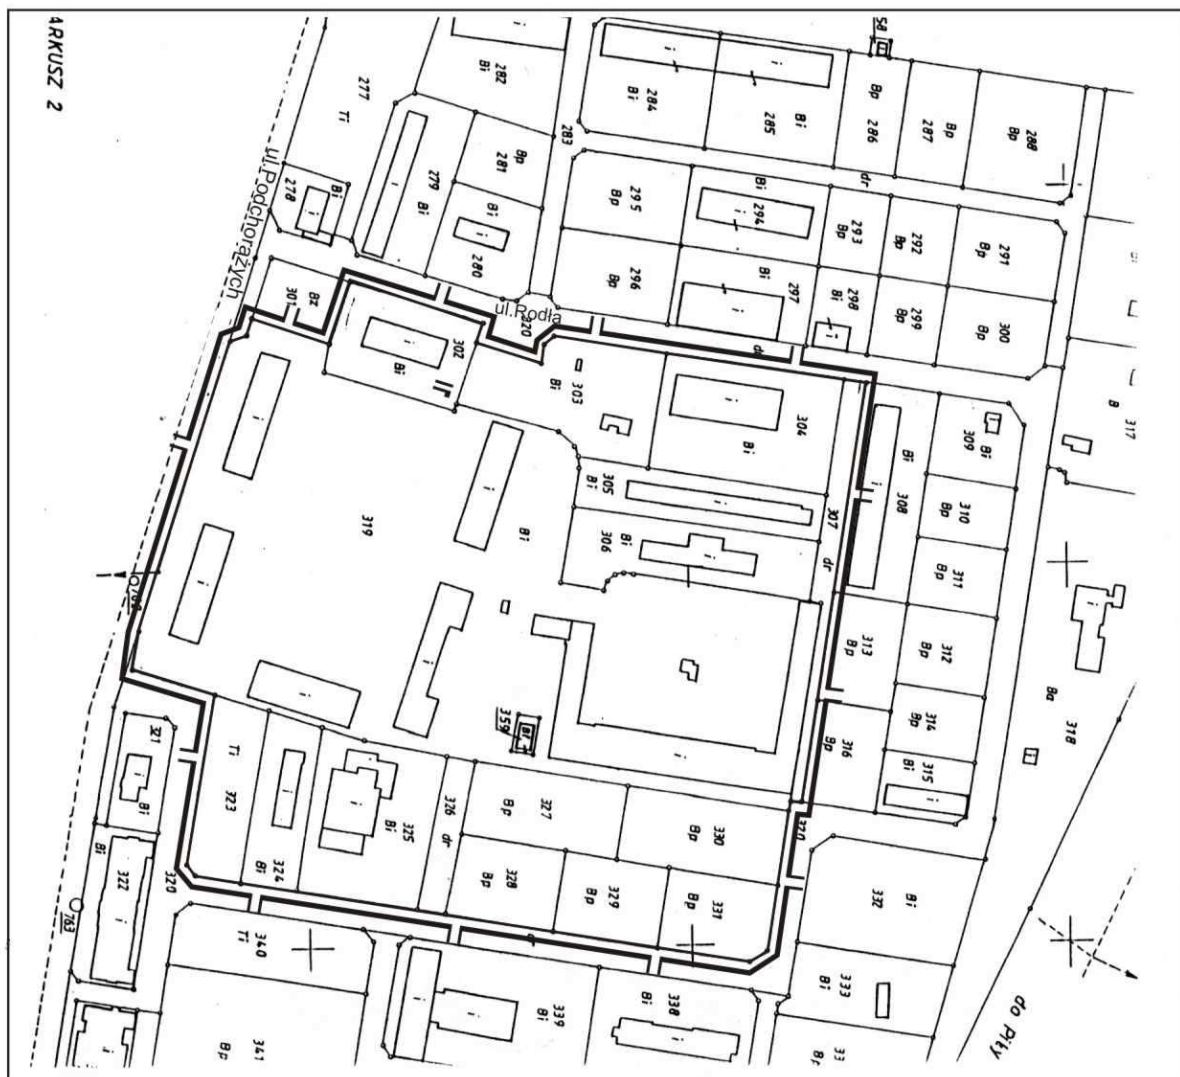 ARKUSZ 2
ul.Podchorążych
ul.Rodła
do Piły
58
277
Ti
278
Bi
i
279
Bi
i
280
Bi
i
281
Bp
282
Bi
i
283
284
Bi
i
285
Bi
i
286
Bp
287
Bp
288
Bp
dr
291
Bp
292
Bp
293
Bp
294
Bi
i
295
Bp
296
Bp
297
Bi
i
298
Bi
i
299
Bp
300
Bp
301
Bz
302
Bi
i
303
Bi
304
Bi
i
305
Bi
i
306
Bi
i
307
dr
308
Bi
i
309
Bi
i
310
Bp
311
Bp
312
Bp
313
Bp
314
Bp
315
Bi
i
316
Bp
317
B
318
Ba
i
319
Bi
i
i
i
i
i
i
i
320
320
320
321
Bi
i
322
Bi
i
323
Ti
324
Bi
i
325
Bi
i
326
dr
327
Bp
328
Bp
329
Bp
330
Bp
331
Bp
332
Bi
333
Bi
338
Bi
i
339
Bi
i
i
340
Ti
341
Bp
359
Bi
763
i